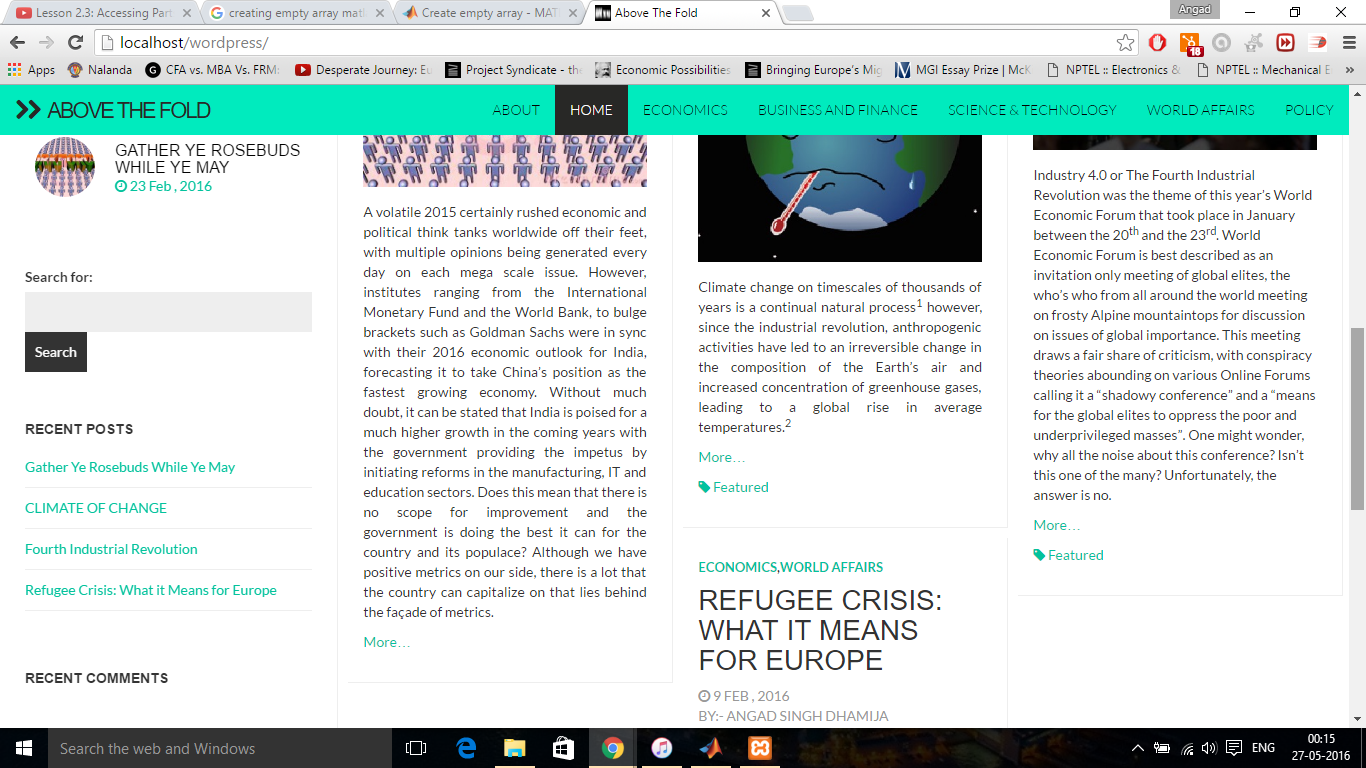 Lesson 2.3: Accessing Part
creating empty array mat
Create empty array - MAT
Above The Fold
Angad
localhost/wordpress/
18
Apps
Nalanda
CFA vs. MBA Vs. FRM:
Desperate Journey: Eu
Project Syndicate - the
Economic Possibilities
Bringing Europe's Mig
MGI Essay Prize | McK
NPTEL :: Electronics &
NPTEL :: Mechanical E
ABOVE THE FOLD
ABOUT
HOME
ECONOMICS
BUSINESS AND FINANCE
SCIENCE & TECHNOLOGY
WORLD AFFAIRS
POLICY
GATHER YE ROSEBUDS
WHILE YE MAY
23 Feb , 2016
Search for:
Search
RECENT POSTS
Gather Ye Rosebuds While Ye May
CLIMATE OF CHANGE
Fourth Industrial Revolution
Refugee Crisis: What it Means for Europe
RECENT COMMENTS
A volatile 2015 certainly rushed economic and
political think tanks worldwide off their feet,
with multiple opinions being generated every
day on each mega scale issue. However,
institutes ranging from the International
Monetary Fund and the World Bank, to bulge
brackets such as Goldman Sachs were in sync
with their 2016 economic outlook for India,
forecasting it to take China's position as the
fastest growing economy. Without much
doubt, it can be stated that India is poised for a
much higher growth in the coming years with
the government providing the impetus by
initiating reforms in the manufacturing, IT and
education sectors. Does this mean that there is
no scope for improvement and the
government is doing the best it can for the
country and its populace? Although we have
positive metrics on our side, there is a lot that
the country can capitalize on that lies behind
the façade of metrics.
More…
Climate change on timescales of thousands of
years is a continual natural process1 however,
since the industrial revolution, anthropogenic
activities have led to an irreversible change in
the composition of the Earth's air and
increased concentration of greenhouse gases,
leading to a global rise in average
temperatures.2
More…
Featured
ECONOMICS,WORLD AFFAIRS
REFUGEE CRISIS:
WHAT IT MEANS
FOR EUROPE
9 FEB , 2016
BY:- ANGAD SINGH DHAMIJA
Industry 4.0 or The Fourth Industrial
Revolution was the theme of this year's World
Economic Forum that took place in January
between the 20th and the 23rd. World
Economic Forum is best described as an
invitation only meeting of global elites, the
who's who from all around the world meeting
on frosty Alpine mountaintops for discussion
on issues of global importance. This meeting
draws a fair share of criticism, with conspiracy
theories abounding on various Online Forums
calling it a "shadowy conference" and a "means
for the global elites to oppress the poor and
underprivileged masses". One might wonder,
why all the noise about this conference? Isn't
this one of the many? Unfortunately, the
answer is no.
More…
Featured
Search the web and Windows
ENG
00:15
27-05-2016